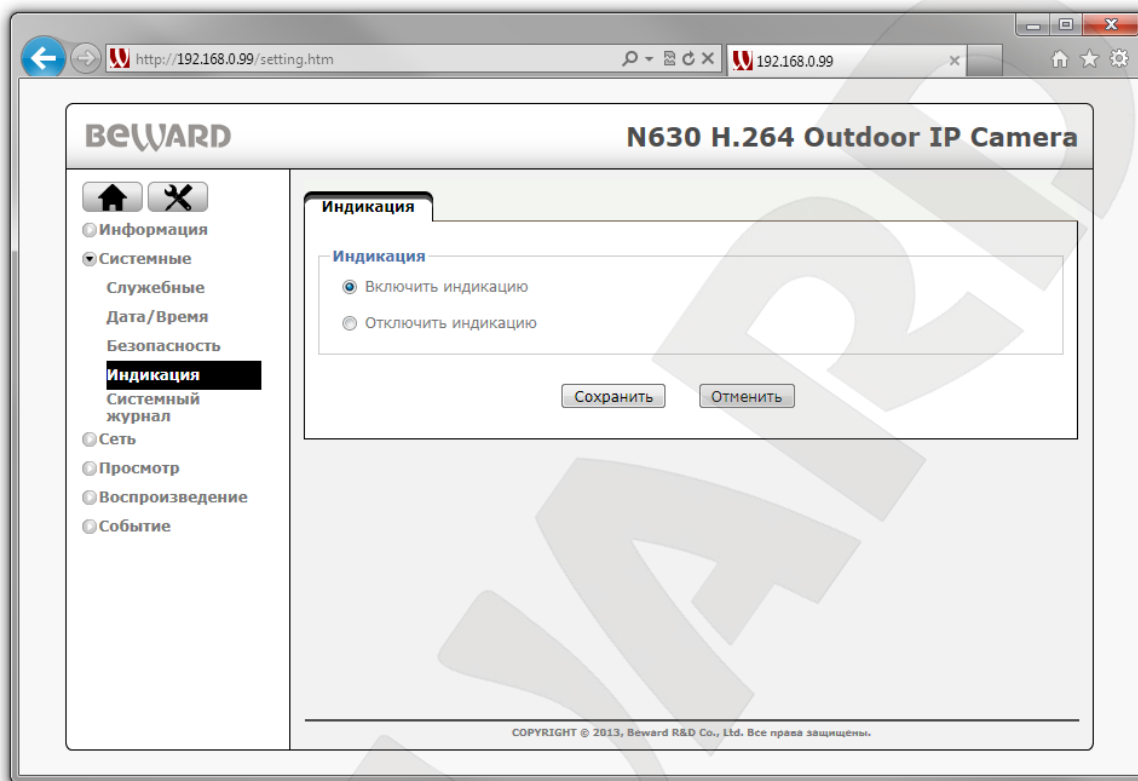 http://192.168.0.99/setting.htm
192.168.0.99
BEWARD
N630 H.264 Outdoor IP Camera
Информация
Системные
Служебные
Дата/Время
Безопасность
Индикация
Системный
журнал
Сеть
Просмотр
Воспроизведение
Событие
Индикация
Индикация
Включить индикацию
Отключить индикацию
Сохранить
Отменить
COPYRIGHT © 2013, Beward R&D Co., Ltd. Все права защищены.